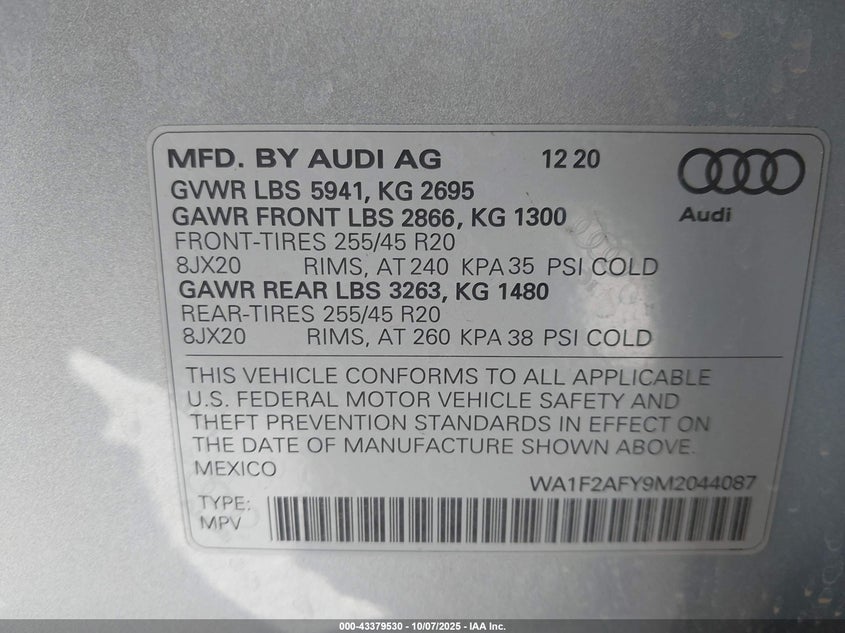 MFD. BY AUDI AG 12 20
GVWR LBS 5941, KG 2695
GAWR FRONT LBS 2866, KG 1300
Audi
FRONT-TIRES 255/45 R20
8JX20 RIMS, AT 240 KPA 35 PSI COLD
GAWR REAR LBS 3263, KG 1480
REAR-TIRES 255/45 R20
8JX20 RIMS, AT 260 KPA 38 PSI COLD
THIS VEHICLE CONFORMS TO ALL APPLICABLE
U.S. FEDERAL MOTOR VEHICLE SAFETY AND
THEFT PREVENTION STANDARDS IN EFFECT ON
THE DATE OF MANUFACTURE SHOWN ABOVE.
MEXICO
WA1F2AFY9M2044087
TYPE:
MPV
000-43379530 - 10/07/2025 - IAA Inc.